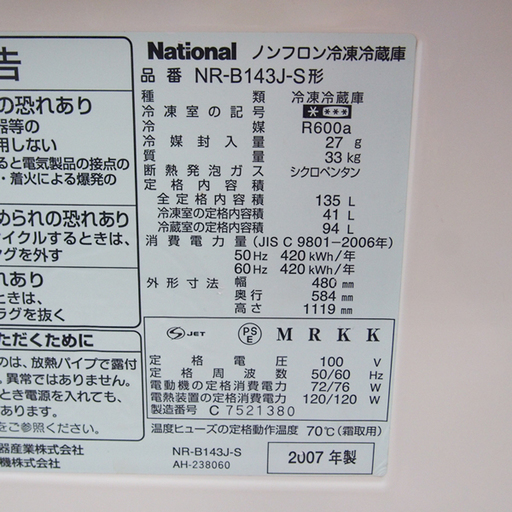 告
の恐れあり
器等の
用しない
ると電気製品の接点の
・着火による爆発の
められの恐れあり
イクルするときは、
グを外す
れあり
ときは、
ラグを抜く
ただくために
のは、放熱パイプで露付
異常ではありません。
とき電源を入れても、
があります。
器産業株式会社
機株式会社
National ノンフロン冷凍冷蔵庫
品番 NR-B143J-S形
種類 冷凍冷蔵庫
冷凍室の記号 * ***
冷媒 R600a
冷媒封入量 27 g
質量 33 kg
断熱発泡ガス シクロペンタン
定格内容積
全定格内容積 135 L
冷凍室の定格内容積 41 L
冷蔵室の定格内容積 94 L
消費電力量 (JIS C 9801-2006年)
50Hz 420 kWh/年
60Hz 420 kWh/年
外形寸法 幅 480 mm
奥行 584 mm
高さ 1119 mm
S JET PS E M R K K
定格電圧 100 V
定格周波数 50/60 Hz
電動機の定格消費電力 72/76 W
電熱装置の定格消費電力 120/120 W
製造番号 C 7521380
温度ヒューズの定格動作温度 70℃(霜取用)
NR-B143J-S
AH-238060
2007年製